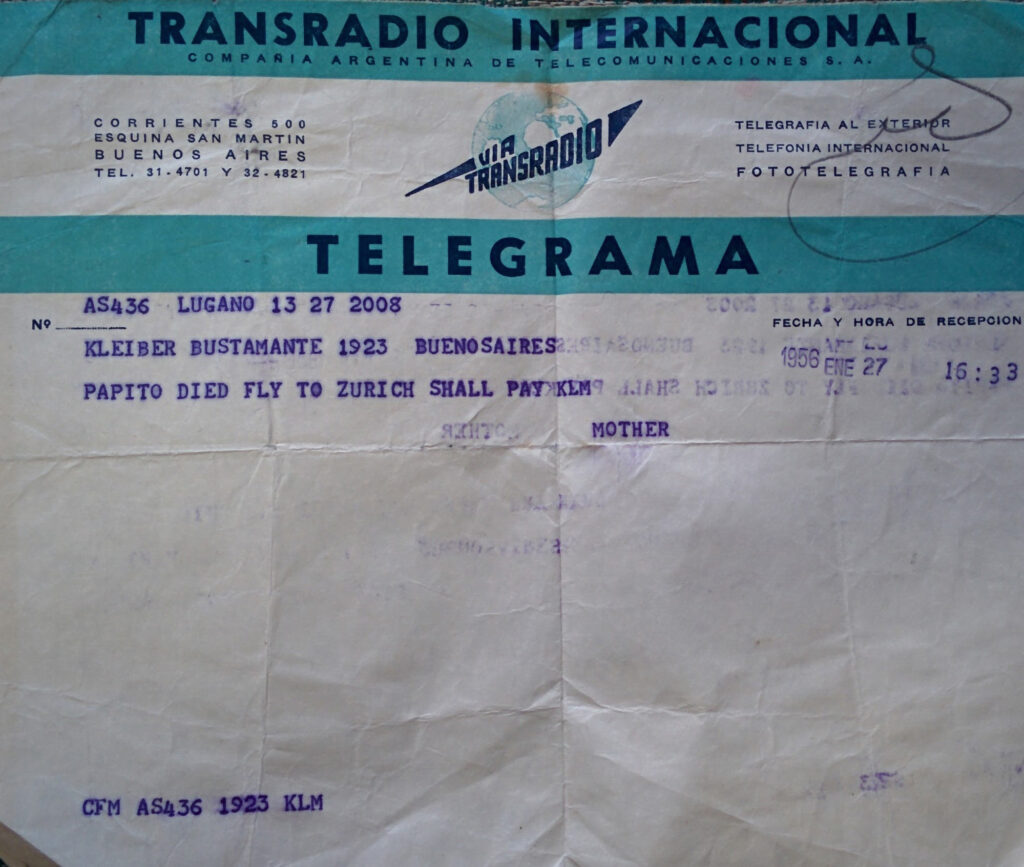 TRANSRADIO INTERNACIONAL
COMPAÑIA ARGENTINA DE TELECOMUNICACIONES S. A.
CORRIENTES 500
ESQUINA SAN MARTIN
BUENOS AIRES
TEL. 31-4701 Y 32-4821
VIA
TRANSRADIO
TELEGRAFIA AL EXTERIOR
TELEFONIA INTERNACIONAL
FOTOTELEGRAFIA
TELEGRAMA
AS436 LUGANO 13 27 2008
Nº
FECHA Y HORA DE RECEPCION
KLEIBER BUSTAMANTE 1923 BUENOSAIRES
1956 ENE 27 16:33
PAPITO DIED FLY TO ZURICH SHALL PAY KLM
MOTHER
CFM AS436 1923 KLM